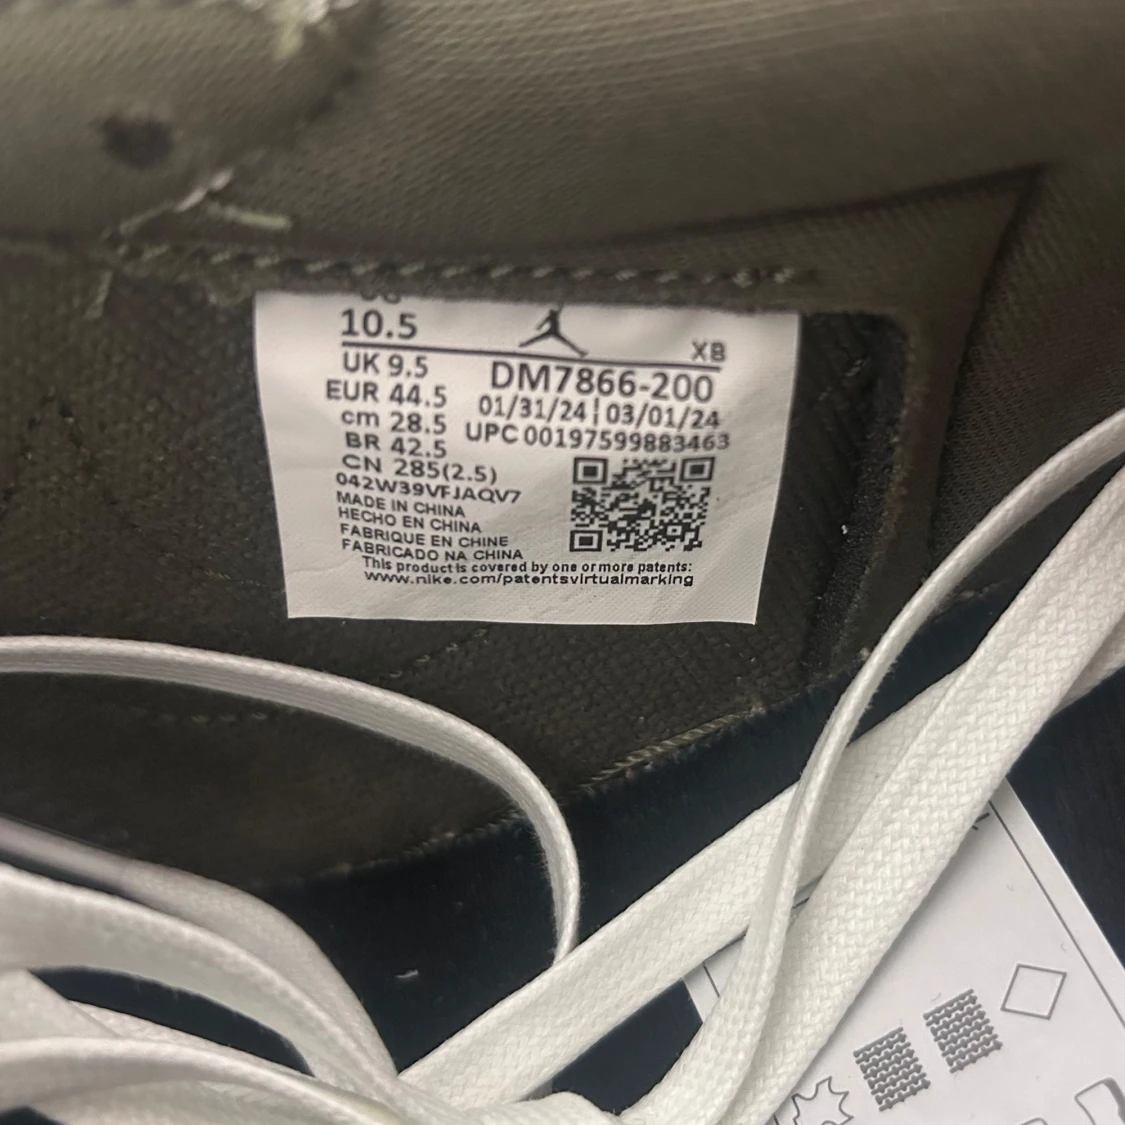 10.5
XB
UK 9.5
DM7866-200
EUR 44.5
01/31/24 | 03/01/24
cm 28.5
UPC 00197599883463
BR 42.5
CN 285(2.5)
042W39VFJAQV7
MADE IN CHINA
HECHO EN CHINA
FABRIQUE EN CHINE
FABRICADO NA CHINA
This product is covered by one or more patents:
www.nike.com/patentsvirtualmarking